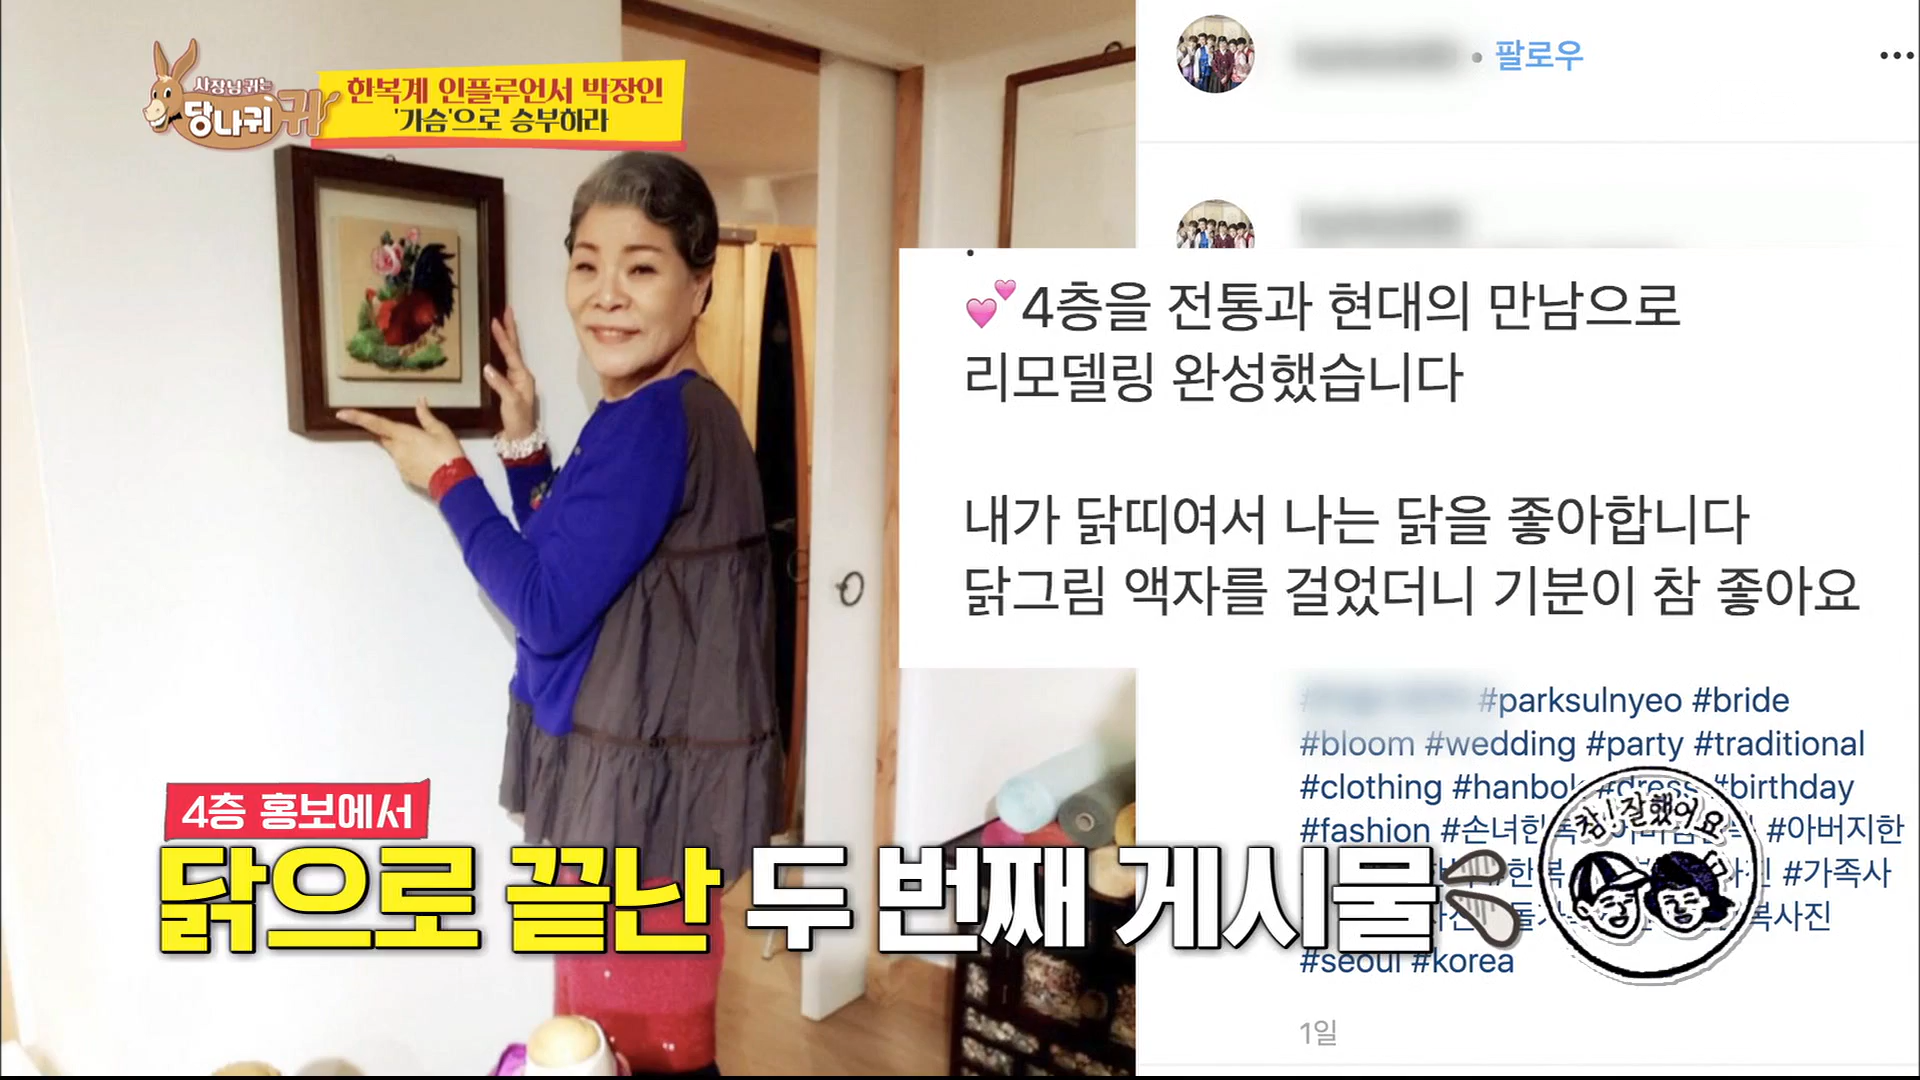 사장님 귀는
당나귀 귀
한복계 인플루언서 박장인
'가슴'으로 승부하라
팔로우
💕4층을 전통과 현대의 만남으로
리모델링 완성했습니다
내가 닭띠여서 나는 닭을 좋아합니다
닭그림 액자를 걸었더니 기분이 참 좋아요
#parksulnyeo #bride
#bloom #wedding #party #traditional
#clothing #hanbok #dress #birthday
#fashion #아버지한
#가족사
#seoul #korea
1일
참! 잘했어요
4층 홍보에서
닭으로 끝난 두 번째 게시물